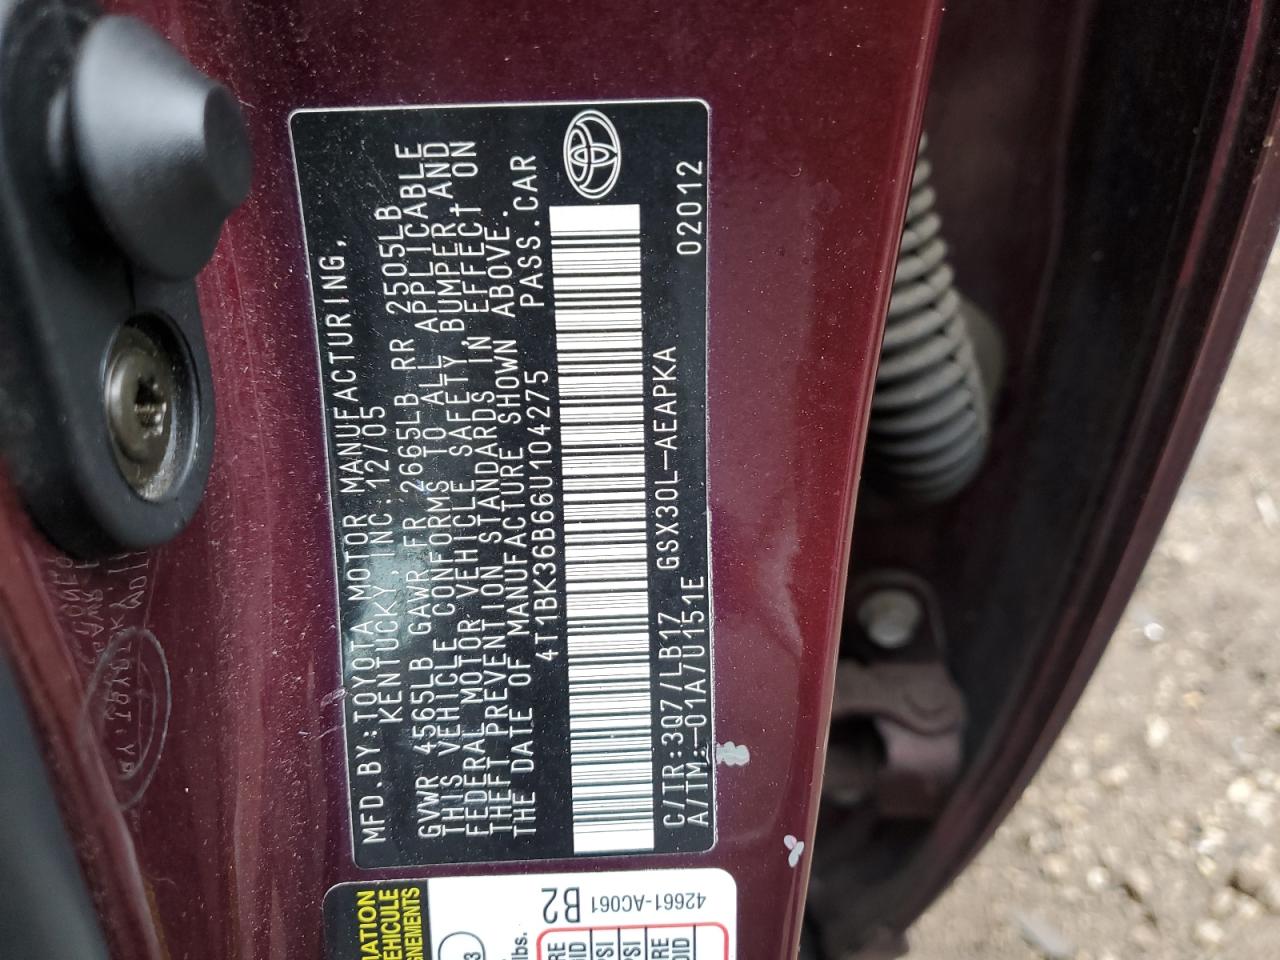 MFD.BY:TOYOTA MOTOR MANUFACTURING,
KENTUCKY,INC. 12/05
GVWR 4565LB GAWR FR 2665LB RR 2505LB
THIS VEHICLE CONFORMS TO ALL APPLICABLE
FEDERAL MOTOR VEHICLE SAFETY,BUMPER,AND
THEFT PREVENTION STANDARDS IN EFFECT ON
THE DATE OF MANUFACTURE SHOWN ABOVE.
4T1BK36B66U104275 PASS.CAR
C/TR:3Q7/LB17 GSX30L-AEAPKA
A/TM:-01A/U151E 02012
B2
42661-AC061